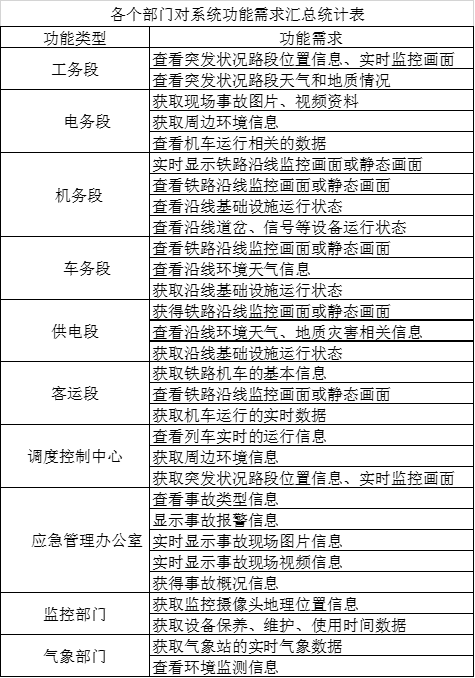 各个部门对系统功能需求汇总统计表
功能类型 功能需求
工务段
查看突发状况路段位置信息、实时监控画面
查看突发状况路段天气和地质情况
电务段
获取现场事故图片、视频资料
获取周边环境信息
查看机车运行相关的数据
机务段
实时显示铁路沿线监控画面或静态画面
查看铁路沿线监控画面或静态画面
查看沿线基础设施运行状态
查看沿线道岔、信号等设备运行状态
车务段
查看铁路沿线监控画面或静态画面
查看沿线环境天气信息
获取沿线基础设施运行状态
供电段
获得铁路沿线监控画面或静态画面
查看沿线环境天气、地质灾害相关信息
获取沿线基础设施运行状态
客运段
获取铁路机车的基本信息
查看铁路沿线监控画面或静态画面
获取机车运行的实时数据
调度控制中心
查看列车实时的运行信息
获取周边环境信息
获取突发状况路段位置信息、实时监控画面
应急管理办公室
查看事故类型信息
显示事故报警信息
实时显示事故现场图片信息
实时显示事故现场视频信息
获得事故概况信息
监控部门
获取监控摄像头地理位置信息
获取设备保养、维护、使用时间数据
气象部门
获取气象站的实时气象数据
查看环境监测信息